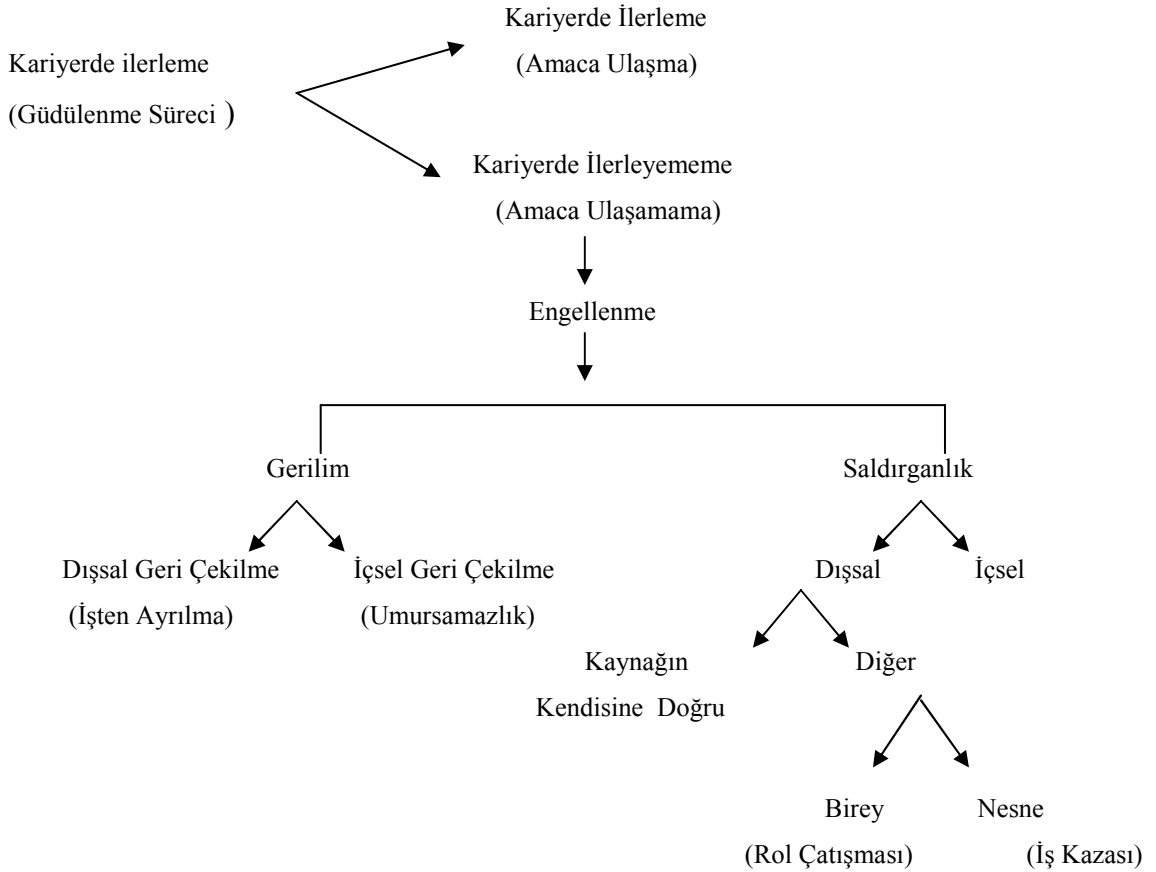 Kariyerde İlerleme
(Amaca Ulaşma)
Kariyerde ilerleme
(Güdülenme Süreci )
Kariyerde İlerleyememe
(Amaca Ulaşamama)
Engellenme
Gerilim
Saldırganlık
Dışsal Geri Çekilme
(İşten Ayrılma)
İçsel Geri Çekilme
(Umursamazlık)
Dışsal
İçsel
Kaynağın
Kendisine Doğru
Diğer
Birey
(Rol Çatışması)
Nesne
(İş Kazası)